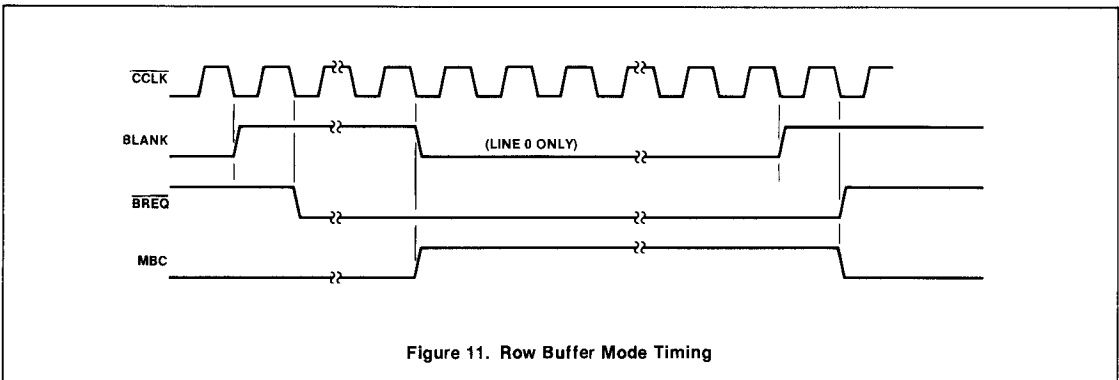 CCLK
BLANK
(LINE 0 ONLY)
BREQ
MBC
Figure 11. Row Buffer Mode Timing